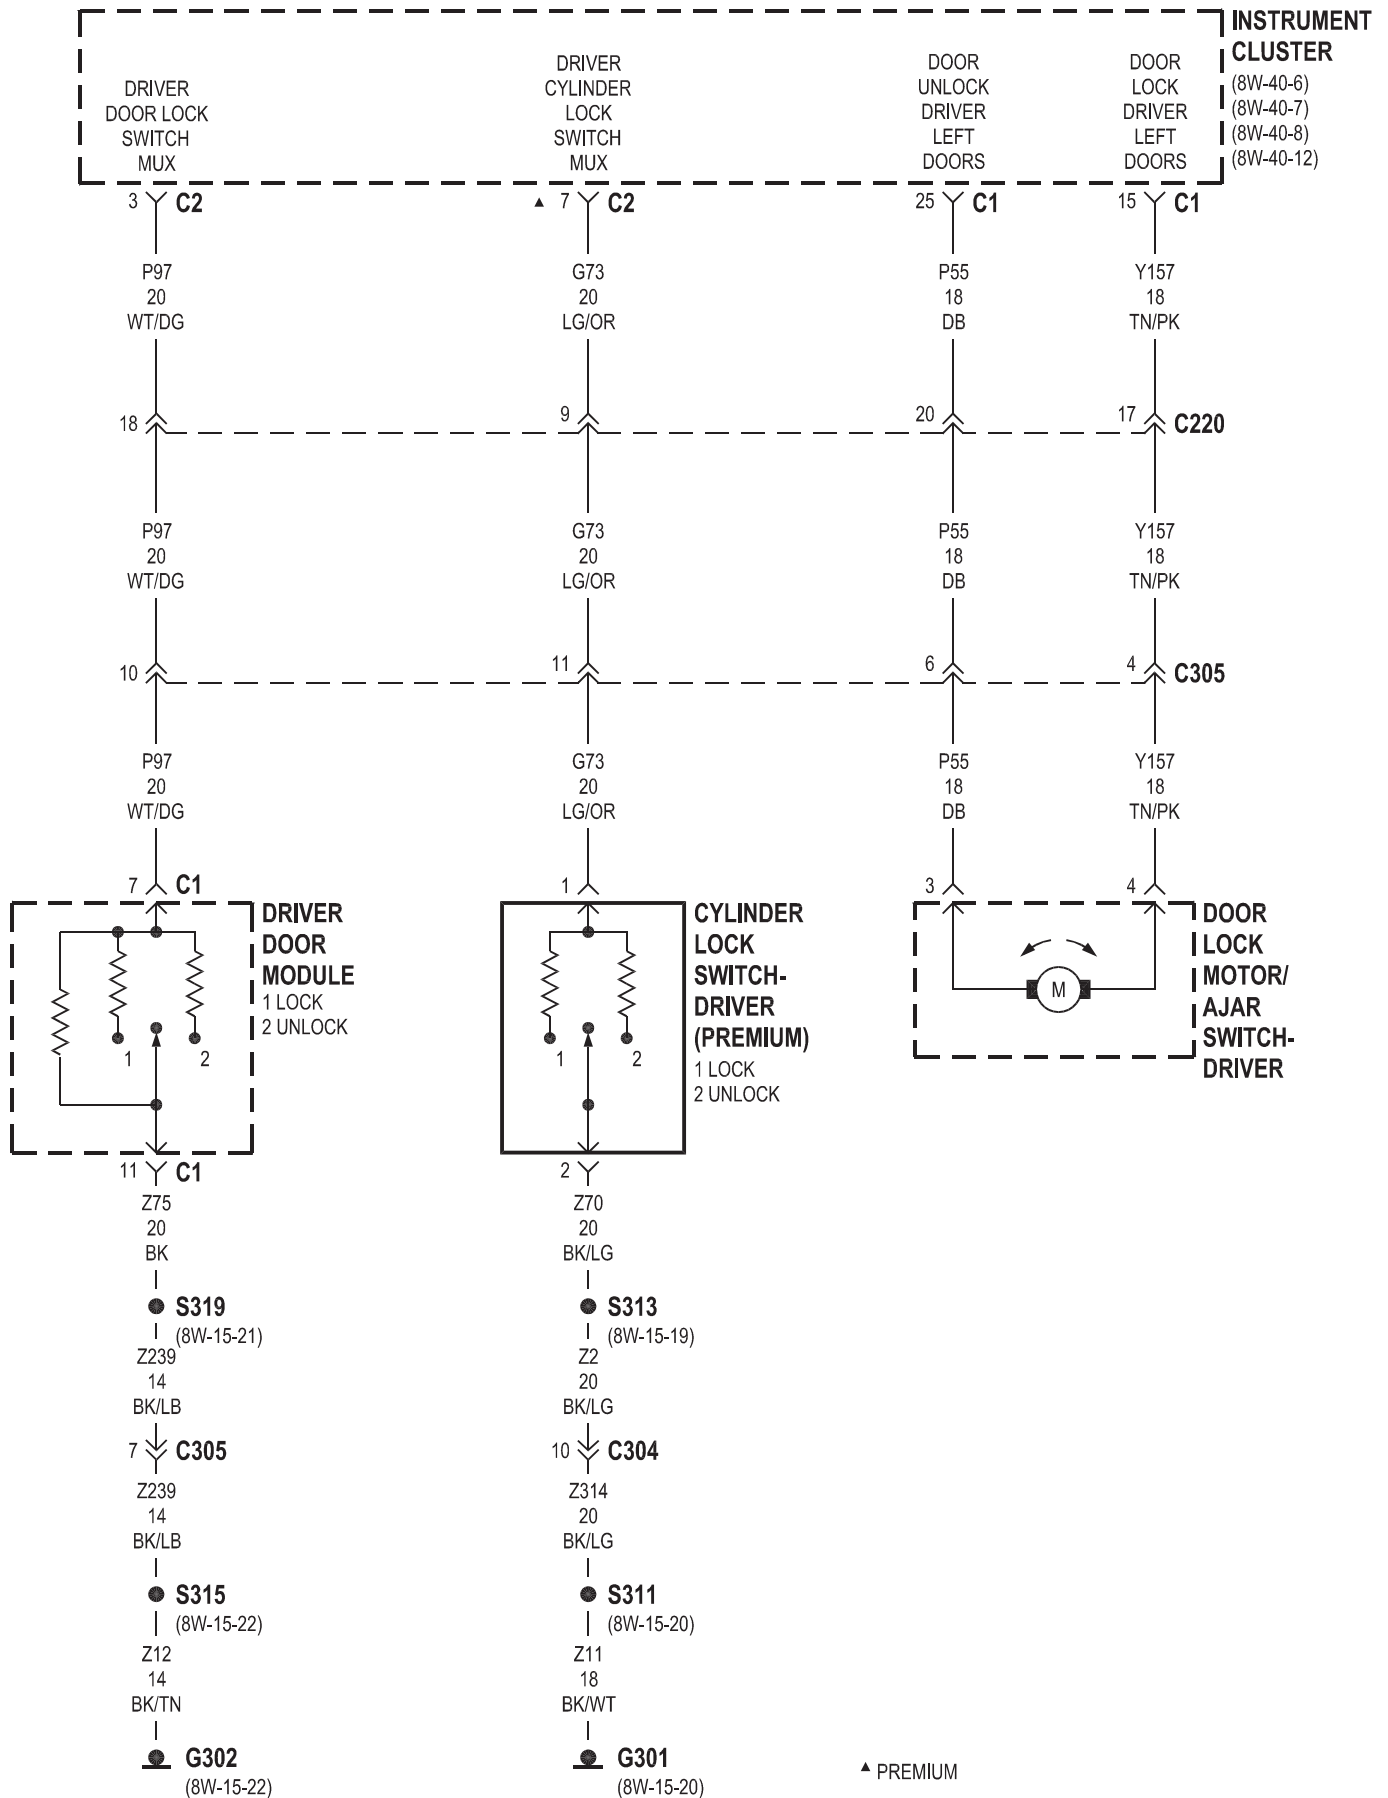 INSTRUMENT
CLUSTER
(8W-40-6)
(8W-40-7)
(8W-40-8)
(8W-40-12)
DRIVER
DOOR LOCK
SWITCH
MUX
DRIVER
CYLINDER
LOCK
SWITCH
MUX
DOOR
UNLOCK
DRIVER
LEFT
DOORS
DOOR
LOCK
DRIVER
LEFT
DOORS
3 C2
▲ 7 C2
25 C1
15 C1
P97
20
WT/DG
G73
20
LG/OR
P55
18
DB
Y157
18
TN/PK
18
9
20
17
C220
P97
20
WT/DG
G73
20
LG/OR
P55
18
DB
Y157
18
TN/PK
10
11
6
4
C305
P97
20
WT/DG
G73
20
LG/OR
P55
18
DB
Y157
18
TN/PK
7 C1
1
3
4
DRIVER
DOOR
MODULE
1 LOCK
2 UNLOCK
1
2
CYLINDER
LOCK
SWITCH-
DRIVER
(PREMIUM)
1 LOCK
2 UNLOCK
1
2
M
DOOR
LOCK
MOTOR/
AJAR
SWITCH-
DRIVER
11 C1
2
Z75
20
BK
Z70
20
BK/LG
S319
(8W-15-21)
S313
(8W-15-19)
Z239
14
BK/LB
Z2
20
BK/LG
7 C305
10 C304
Z239
14
BK/LB
Z314
20
BK/LG
S315
(8W-15-22)
S311
(8W-15-20)
Z12
14
BK/TN
Z11
18
BK/WT
G302
(8W-15-22)
G301
(8W-15-20)
▲ PREMIUM